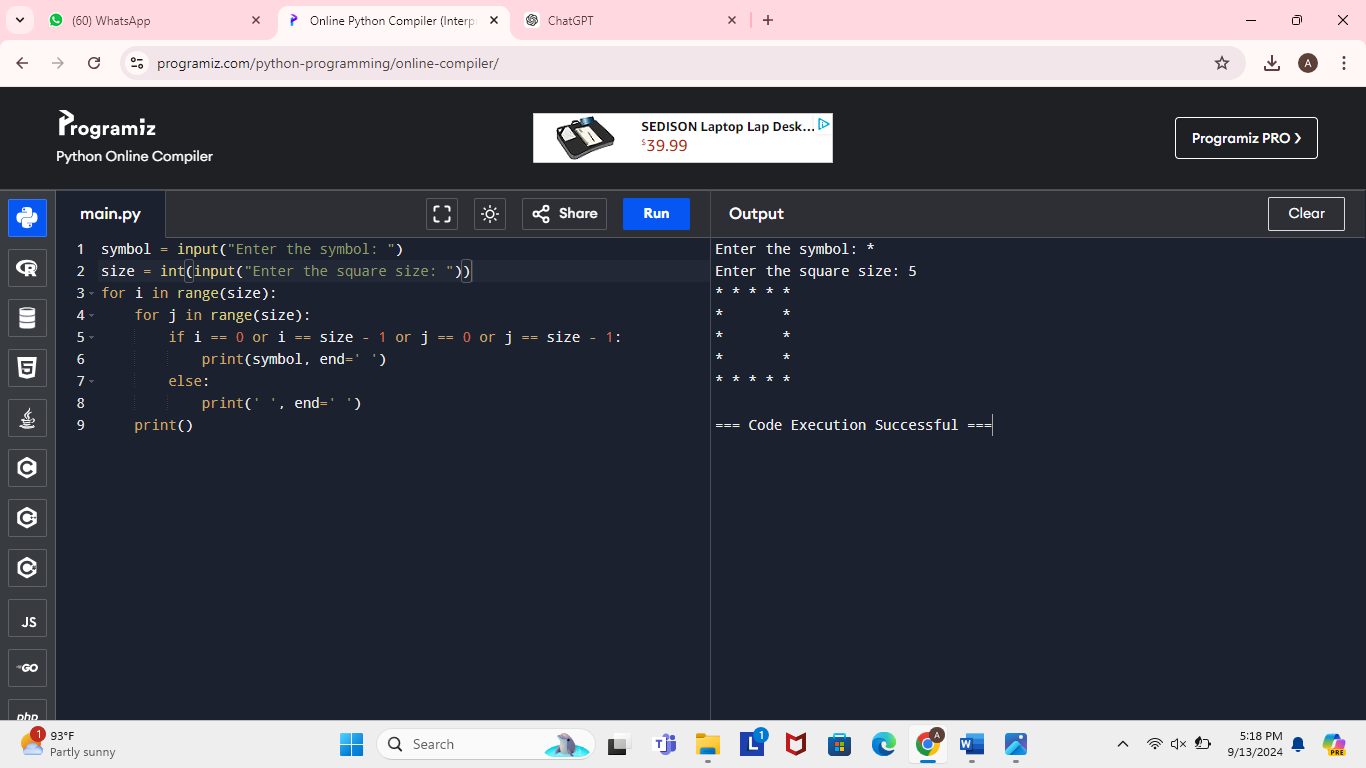 (60) WhatsApp
Online Python Compiler (Interpr
ChatGPT
programiz.com/python-programming/online-compiler/
A
Programiz
Python Online Compiler
SEDISON Laptop Lap Desk...
$39.99
Programiz PRO ❯
main.py
Share
Run
Output
Clear
1 symbol = input("Enter the symbol: ")
2 size = int(input("Enter the square size: "))
3 for i in range(size):
4     for j in range(size):
5         if i == 0 or i == size - 1 or j == 0 or j == size - 1:
6             print(symbol, end=' ')
7         else:
8             print(' ', end=' ')
9     print()
Enter the symbol: *
Enter the square size: 5
* * * * *
*       *
*       *
*       *
* * * * *
=== Code Execution Successful ===
JS
GO
php
1
93°F
Partly sunny
Search
L
1
A
W
5:18 PM
9/13/2024
PRE